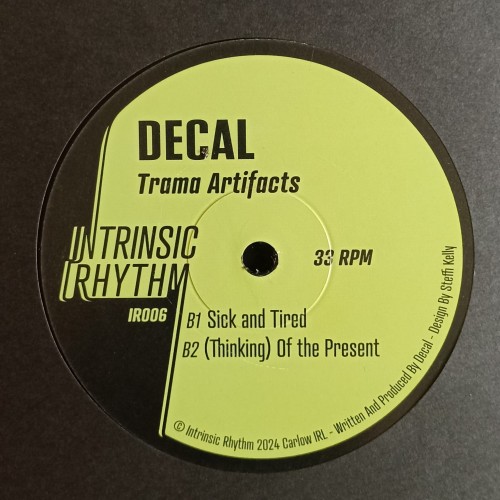 DECAL
Trama Artifacts
INTRINSIC
RHYTHM
33 RPM
IR006
B1 Sick and Tired
B2 (Thinking) Of the Present
© Intrinsic Rhythm 2024 Carlow IRL - Written And Produced By Decal - Design By Steffi Kelly